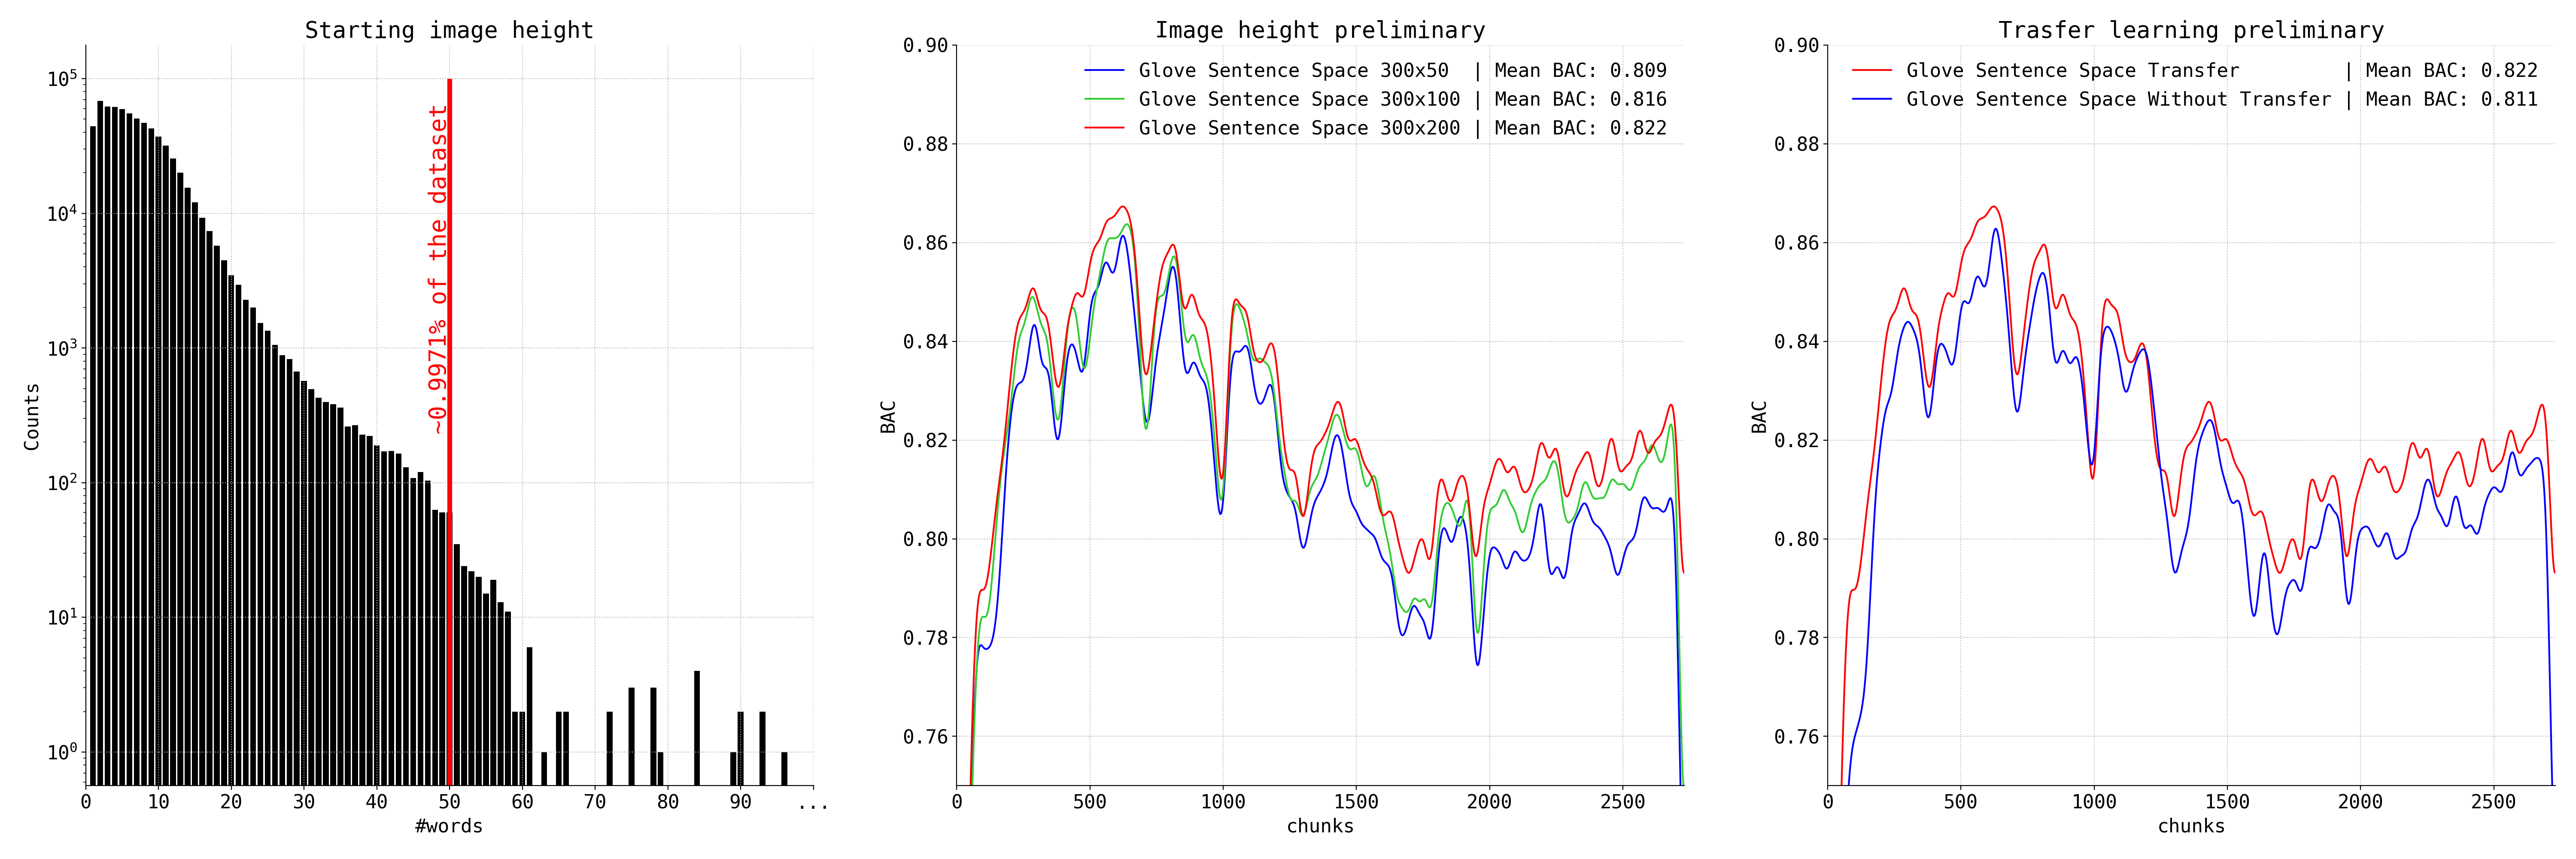 Starting image height
10^5
10^4
10^3
10^2
10^1
10^0
Counts
~0.9971% of the dataset
0 10 20 30 40 50 60 70 80 90 ...
#words
Image height preliminary
Glove Sentence Space 300x50 | Mean BAC: 0.809
Glove Sentence Space 300x100 | Mean BAC: 0.816
Glove Sentence Space 300x200 | Mean BAC: 0.822
0.90
0.88
0.86
0.84
0.82
0.80
0.78
0.76
BAC
0 500 1000 1500 2000 2500
chunks
Trasfer learning preliminary
Glove Sentence Space Transfer | Mean BAC: 0.822
Glove Sentence Space Without Transfer | Mean BAC: 0.811
0.90
0.88
0.86
0.84
0.82
0.80
0.78
0.76
BAC
0 500 1000 1500 2000 2500
chunks